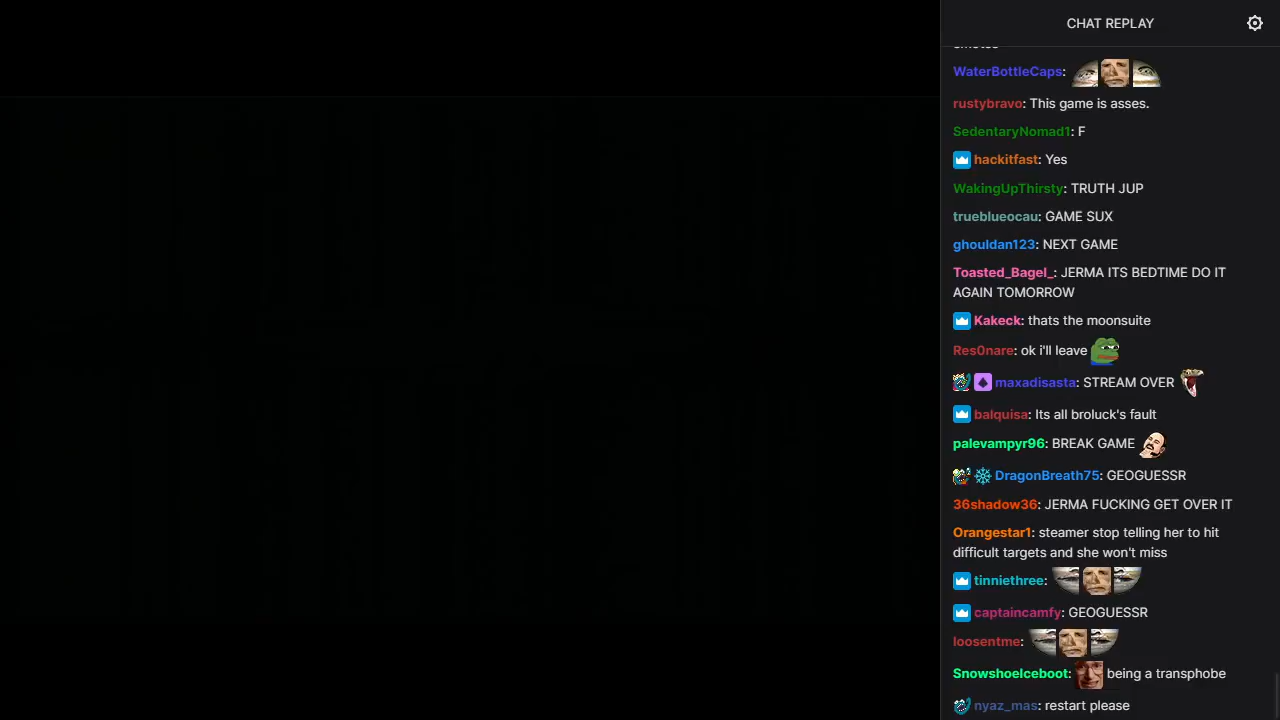 CHAT REPLAY
WaterBottleCaps:
rustybravo: This game is asses.
SedentaryNomad1: F
hackitfast: Yes
WakingUpThirsty: TRUTH JUP
trueblueocau: GAME SUX
ghouldan123: NEXT GAME
Toasted_Bagel_: JERMA ITS BEDTIME DO IT
AGAIN TOMORROW
Kakeck: thats the moonsuite
Res0nare: ok i'll leave
maxadisasta: STREAM OVER
balquisa: Its all broluck's fault
palevampyr96: BREAK GAME
DragonBreath75: GEOGUESSR
36shadow36: JERMA FUCKING GET OVER IT
Orangestar1: steamer stop telling her to hit
difficult targets and she won't miss
tinniethree:
captaincamfy: GEOGUESSR
loosentme:
SnowshoeIceboot: being a transphobe
nyaz_mas: restart please